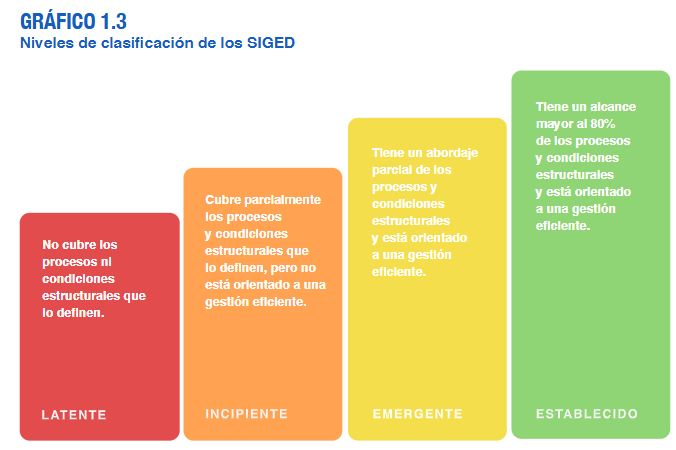 GRÁFICO 1.3
Niveles de clasificación de los SIGED
No cubre los
procesos ni
condiciones
estructurales que
lo definen.
LATENTE
Cubre parcialmente
los procesos
y condiciones
estructurales que
lo definen, pero no
está orientado a una
gestión eficiente.
INCIPIENTE
Tiene un abordaje
parcial de los
procesos y
condiciones
estructurales
y está orientado
a una gestión
eficiente.
EMERGENTE
Tiene un alcance
mayor al 80%
de los procesos
y condiciones
estructurales
y está orientado
a una gestión
eficiente.
ESTABLECIDO